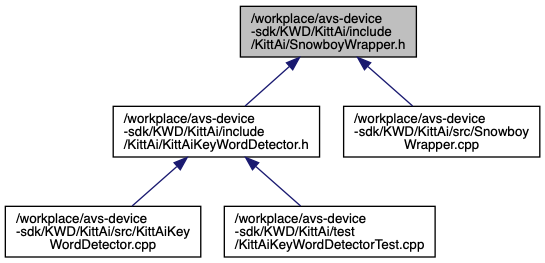 /workplace/avs-device
-sdk/KWD/KittAi/include
/KittAi/SnowboyWrapper.h
/workplace/avs-device
-sdk/KWD/KittAi/include
/KittAi/KittAiKeyWordDetector.h
/workplace/avs-device
-sdk/KWD/KittAi/src/Snowboy
Wrapper.cpp
/workplace/avs-device
-sdk/KWD/KittAi/src/KittAiKey
WordDetector.cpp
/workplace/avs-device
-sdk/KWD/KittAi/test
/KittAiKeyWordDetectorTest.cpp